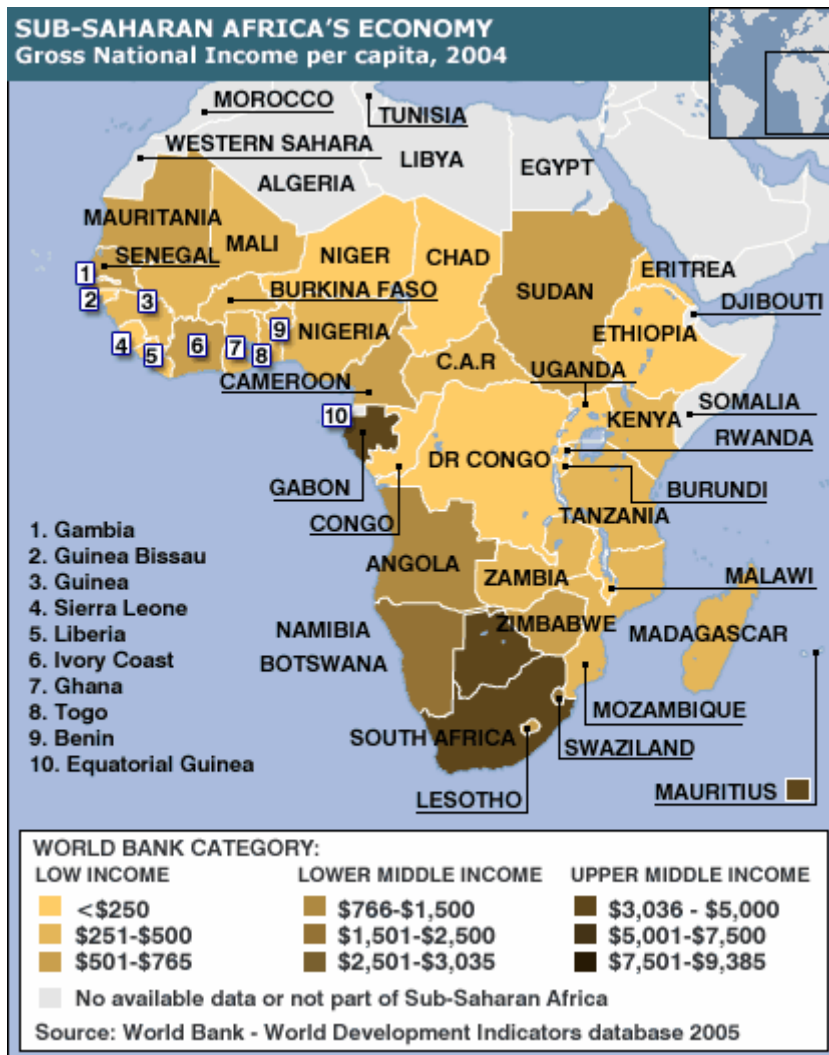 SUB-SAHARAN AFRICA'S ECONOMY
Gross National Income per capita, 2004
MOROCCO
TUNISIA
WESTERN SAHARA
LIBYA
EGYPT
ALGERIA
MAURITANIA
MALI
NIGER
CHAD
SENEGAL
ERITREA
1
BURKINA FASO
SUDAN
2
3
DJIBOUTI
NIGERIA
9
ETHIOPIA
4
5
6
7
8
C.A.R
UGANDA
CAMEROON
SOMALIA
10
KENYA
RWANDA
DR CONGO
GABON
BURUNDI
CONGO
TANZANIA
1. Gambia
2. Guinea Bissau
3. Guinea
4. Sierra Leone
5. Liberia
6. Ivory Coast
7. Ghana
8. Togo
9. Benin
10. Equatorial Guinea
ANGOLA
ZAMBIA
MALAWI
NAMIBIA
ZIMBABWE
MADAGASCAR
BOTSWANA
MOZAMBIQUE
SOUTH AFRICA
SWAZILAND
LESOTHO
MAURITIUS
WORLD BANK CATEGORY:
LOW INCOME
<$250
$251-$500
$501-$765
LOWER MIDDLE INCOME
$766-$1,500
$1,501-$2,500
$2,501-$3,035
UPPER MIDDLE INCOME
$3,036 - $5,000
$5,001-$7,500
$7,501-$9,385
No available data or not part of Sub-Saharan Africa
Source: World Bank - World Development Indicators database 2005